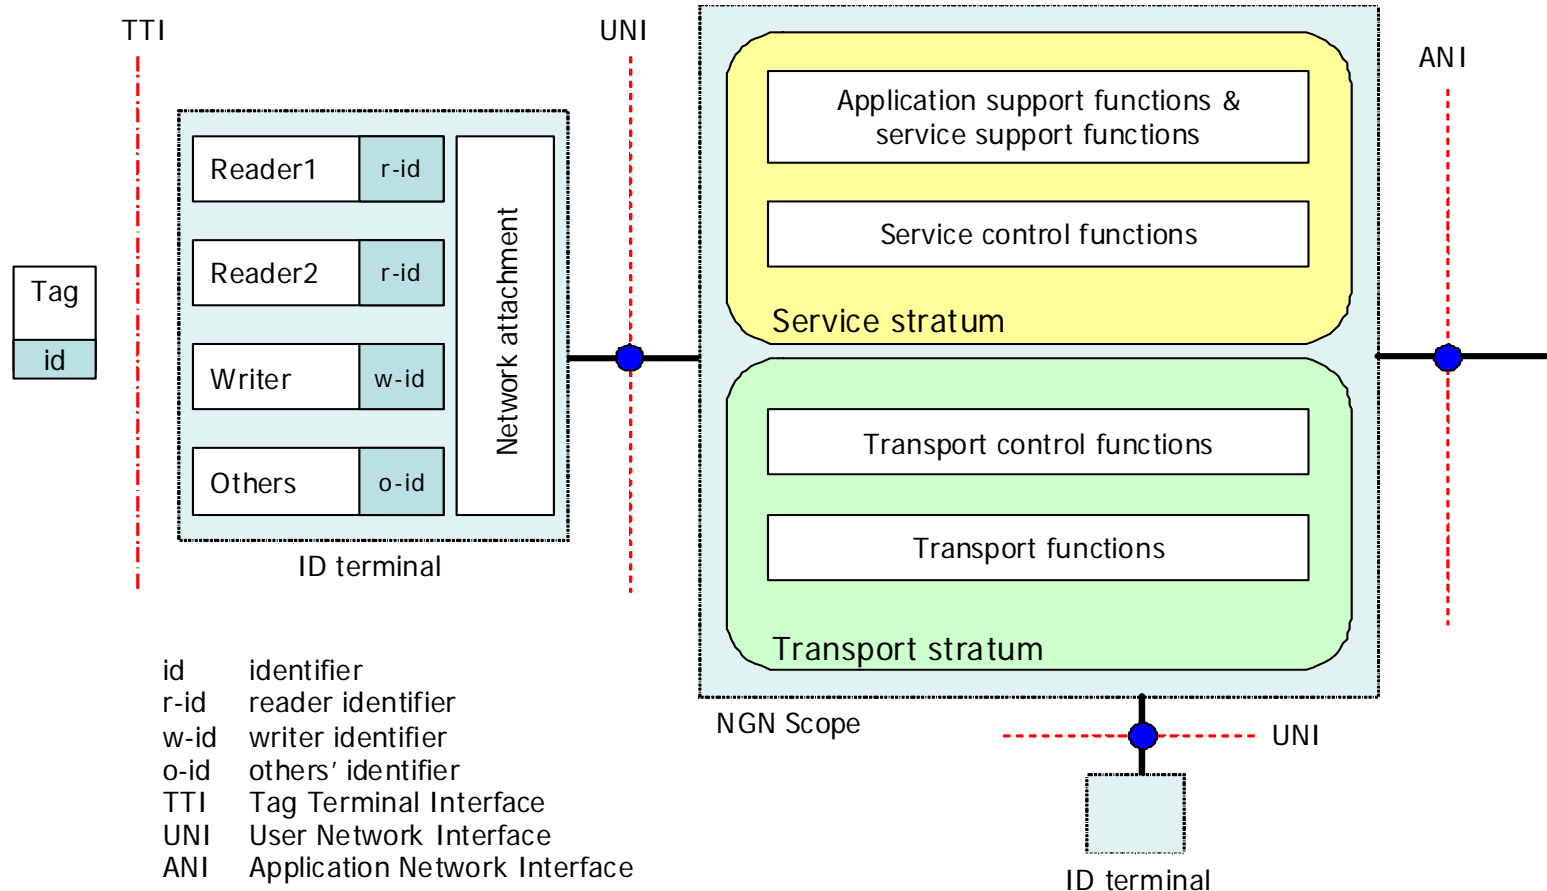 TTI
UNI
ANI
Application support functions &
service support functions
Reader1 r-id
Service control functions
Reader2 r-id
Network attachment
Tag
id
Service stratum
Writer w-id
Transport control functions
Others o-id
Transport functions
ID terminal
Transport stratum
NGN Scope
UNI
ID terminal
id identifier
r-id reader identifier
w-id writer identifier
o-id others' identifier
TTI Tag Terminal Interface
UNI User Network Interface
ANI Application Network Interface